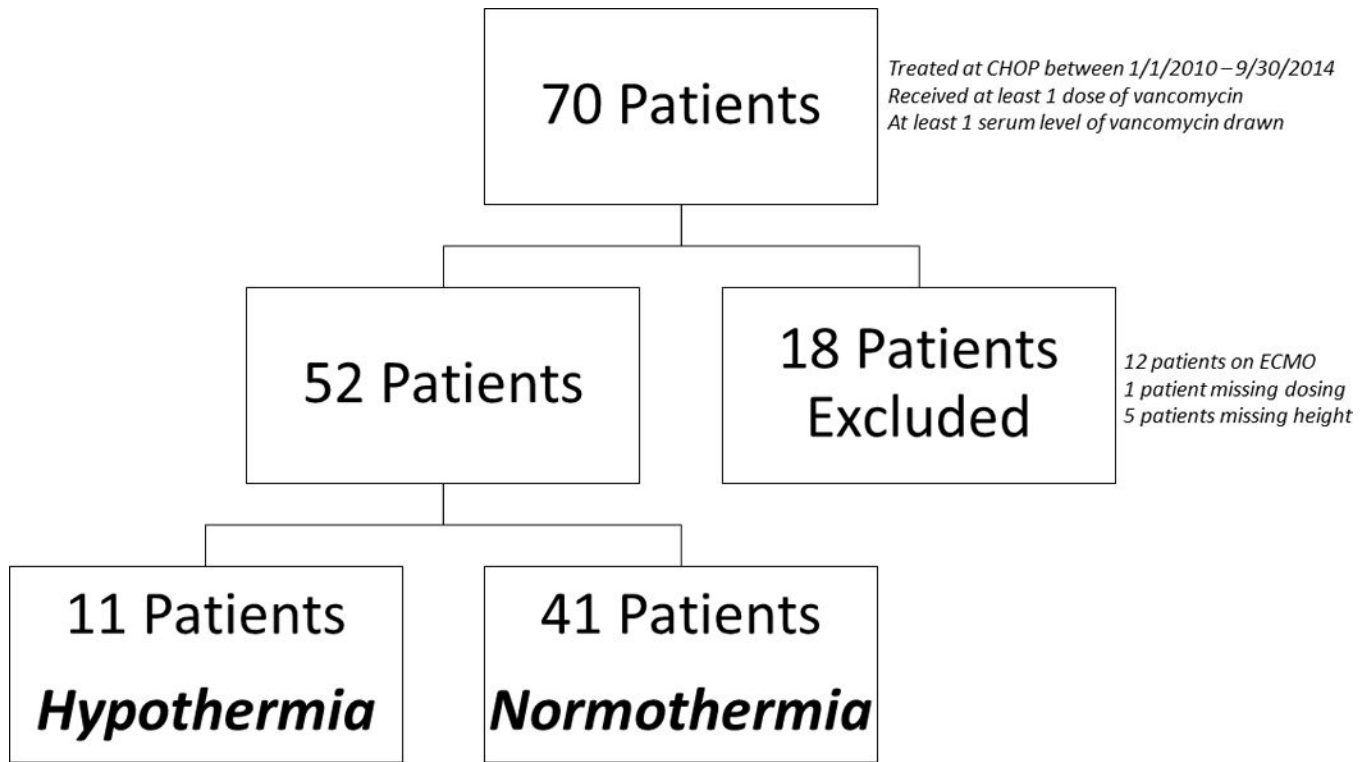 70 Patients
Treated at CHOP between 1/1/2010 – 9/30/2014
Received at least 1 dose of vancomycin
At least 1 serum level of vancomycin drawn
52 Patients
18 Patients
Excluded
12 patients on ECMO
1 patient missing dosing
5 patients missing height
11 Patients
Hypothermia
41 Patients
Normothermia